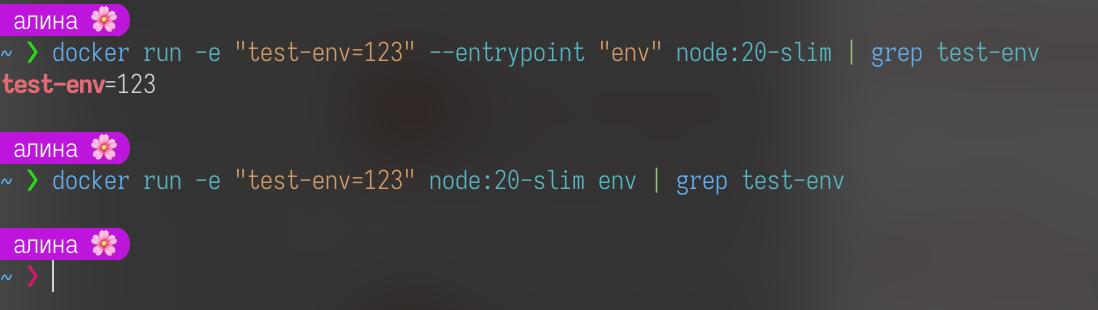 алина 🌸
~ ❯ docker run -e "test-env=123" --entrypoint "env" node:20-slim | grep test-env
test-env=123
алина 🌸
~ ❯ docker run -e "test-env=123" node:20-slim env | grep test-env
алина 🌸
~ ❯